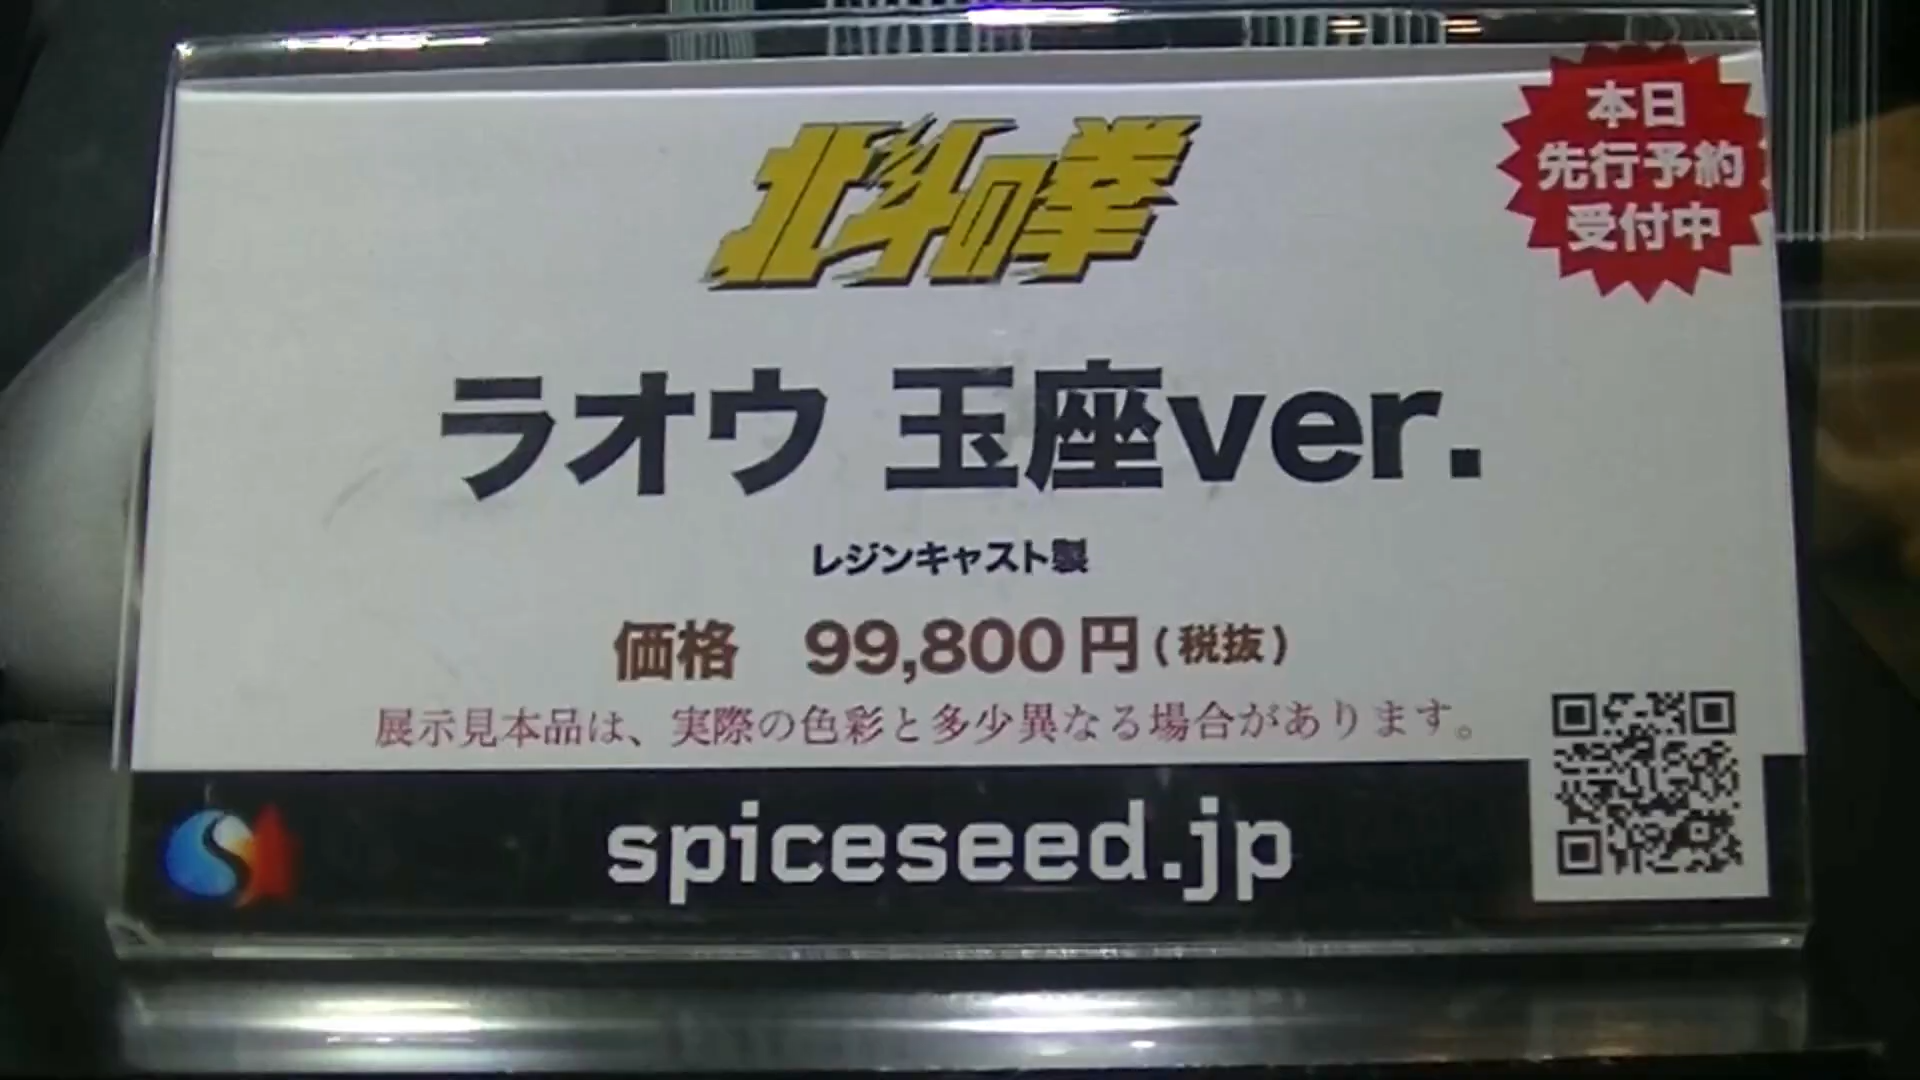 北斗の拳
本日
先行予約
受付中
ラオウ 玉座ver.
レジンキャスト製
価格 99,800円(税抜)
展示見本品は、実際の色彩と多少異なる場合があります。
spiceseed.jp